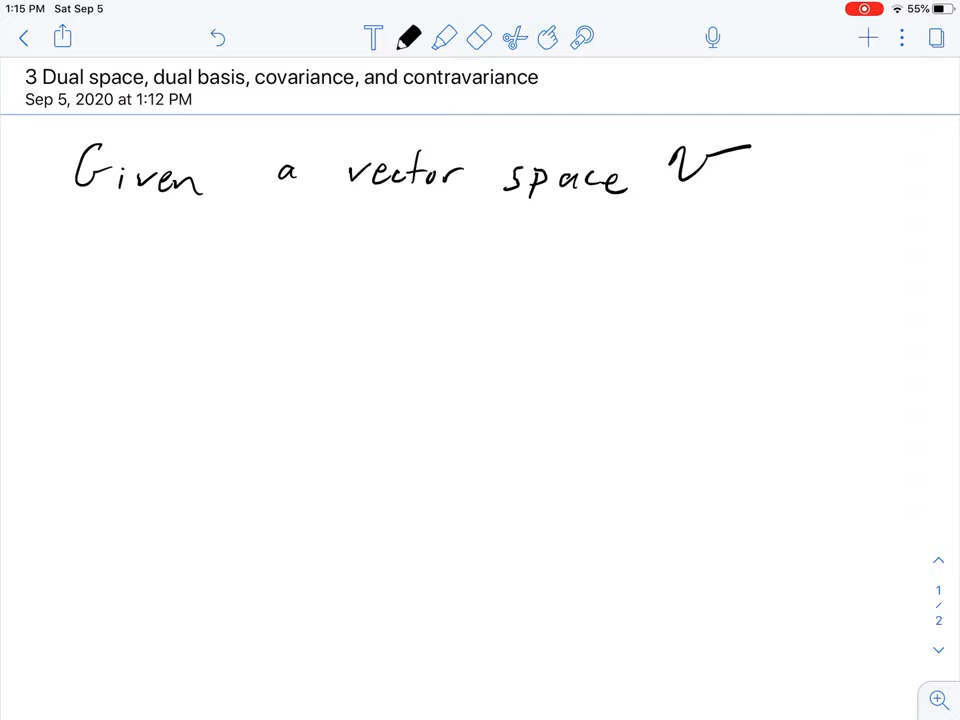 1:15 PM Sat Sep 5
55%
3 Dual space, dual basis, covariance, and contravariance
Sep 5, 2020 at 1:12 PM
Given a vector space V
1
/
2